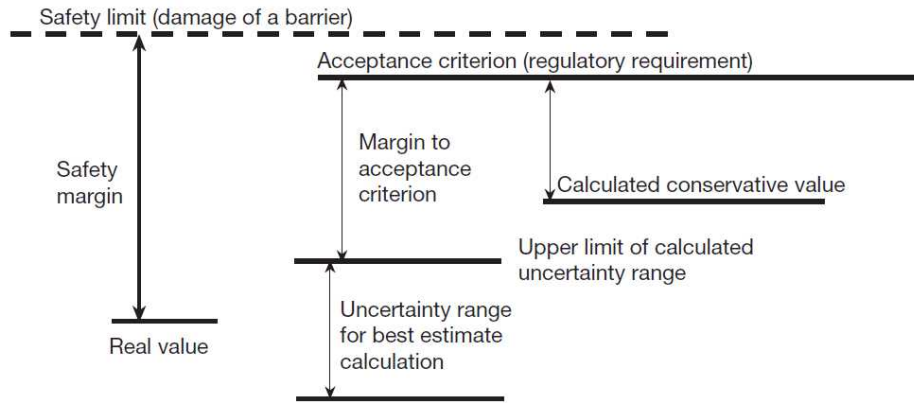 Safety limit (damage of a barrier)
Acceptance criterion (regulatory requirement)
Safety
margin
Margin to
acceptance
criterion
Calculated conservative value
Upper limit of calculated
uncertainty range
Real value
Uncertainty range
for best estimate
calculation